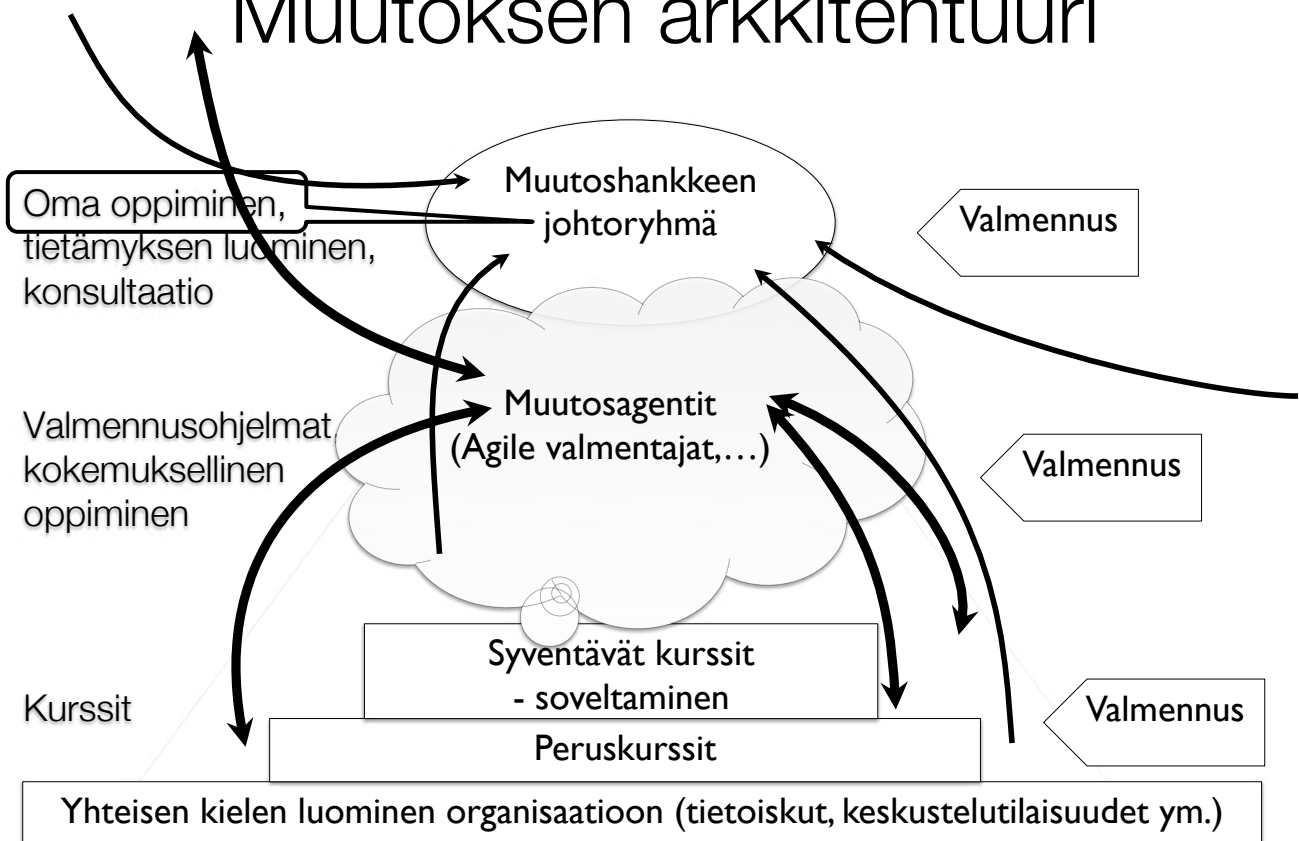 Muutoksen arkkitehtuuri
Muutoshankkeen
johtoryhmä
Oma oppiminen,
tietämyksen luominen,
konsultaatio
Valmennus
Muutosagentit
(Agile valmentajat,…)
Valmennusohjelmat,
kokemuksellinen
oppiminen
Valmennus
Syventävät kurssit
- soveltaminen
Kurssit
Valmennus
Peruskurssit
Yhteisen kielen luominen organisaatioon (tietoiskut, keskustelutilaisuudet ym.)